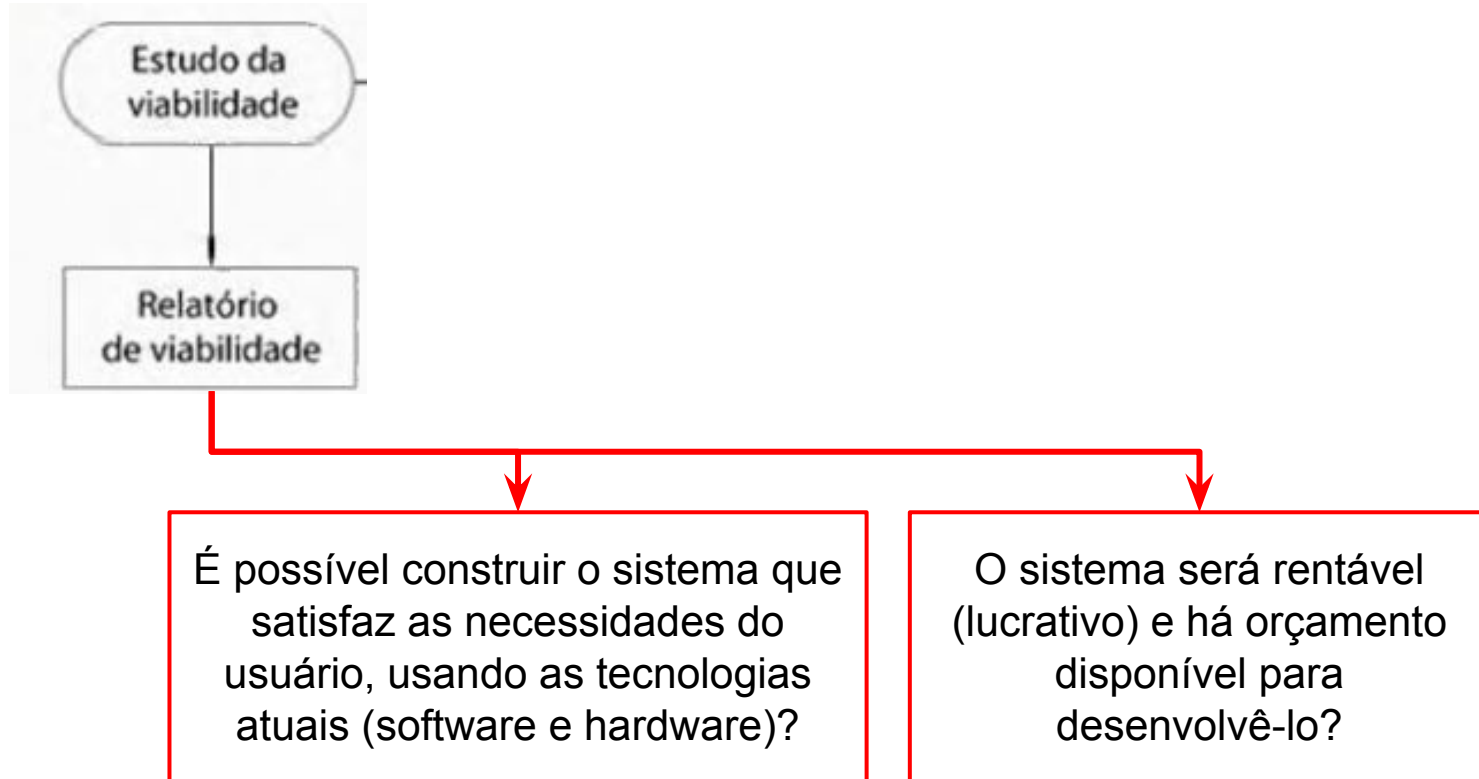 Estudo da
viabilidade
Relatório
de viabilidade
É possível construir o sistema que
satisfaz as necessidades do
usuário, usando as tecnologias
atuais (software e hardware)?
O sistema será rentável
(lucrativo) e há orçamento
disponível para
desenvolvê-lo?